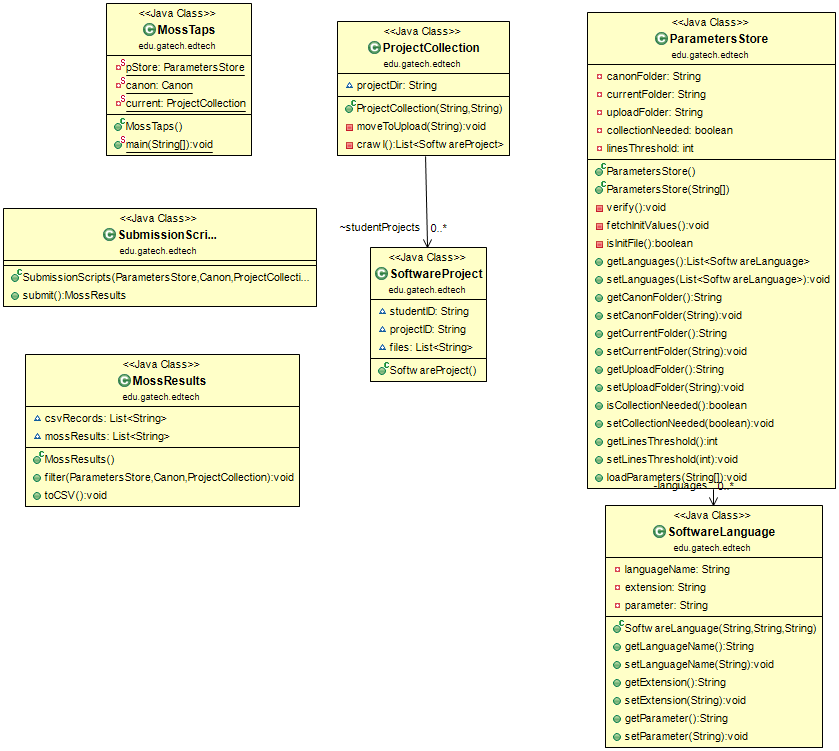 <<Java Class>>
MossTaps
edu.gatech.edtech
pStore: ParametersStore
canon: Canon
current: ProjectCollection
MossTaps()
main(String[]):void
<<Java Class>>
ProjectCollection
edu.gatech.edtech
projectDir: String
ProjectCollection(String,String)
moveToUpload(String):void
crawl():List<SoftwareProject>
<<Java Class>>
ParametersStore
edu.gatech.edtech
canonFolder: String
currentFolder: String
uploadFolder: String
collectionNeeded: boolean
linesThreshold: int
ParametersStore()
ParametersStore(String[])
verify():void
fetchInitValues():void
isInitFile():boolean
getLanguages():List<SoftwareLanguage>
setLanguages(List<SoftwareLanguage>):void
getCanonFolder():String
setCanonFolder(String):void
getCurrentFolder():String
setCurrentFolder(String):void
getUploadFolder():String
setUploadFolder(String):void
isCollectionNeeded():boolean
setCollectionNeeded(boolean):void
getLinesThreshold():int
setLinesThreshold(int):void
loadParameters(String[]):void
-languages 0..*
<<Java Class>>
SubmissionScri...
edu.gatech.edtech
SubmissionScripts(ParametersStore,Canon,ProjectCollecti...
submit():MossResults
~studentProjects 0..*
<<Java Class>>
SoftwareProject
edu.gatech.edtech
studentID: String
projectID: String
files: List<String>
SoftwareProject()
<<Java Class>>
MossResults
edu.gatech.edtech
csvRecords: List<String>
mossResults: List<String>
MossResults()
filter(ParametersStore,Canon,ProjectCollection):void
toCSV():void
<<Java Class>>
SoftwareLanguage
edu.gatech.edtech
languageName: String
extension: String
parameter: String
SoftwareLanguage(String,String,String)
getLanguageName():String
setLanguageName(String):void
getExtension():String
setExtension(String):void
getParameter():String
setParameter(String):void